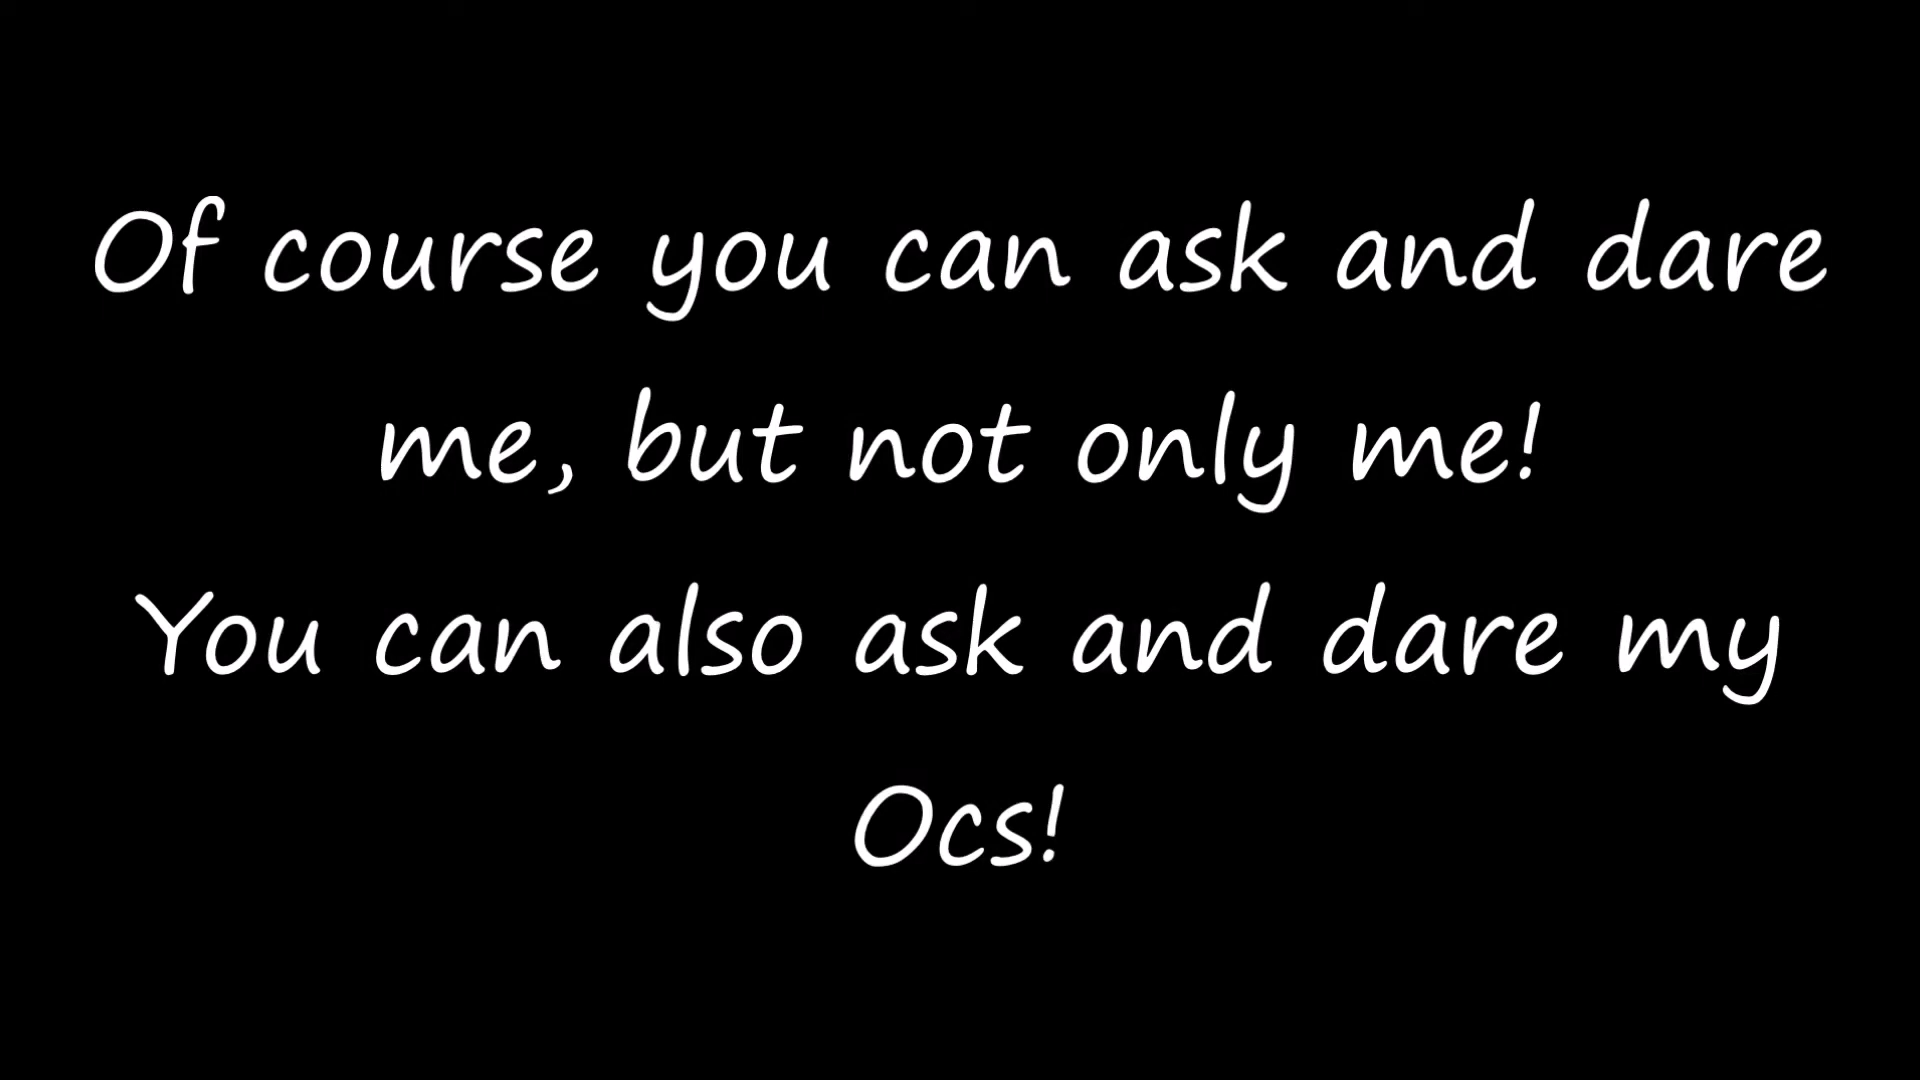 Of course you can ask and dare
me, but not only me!
You can also ask and dare my
Ocs!